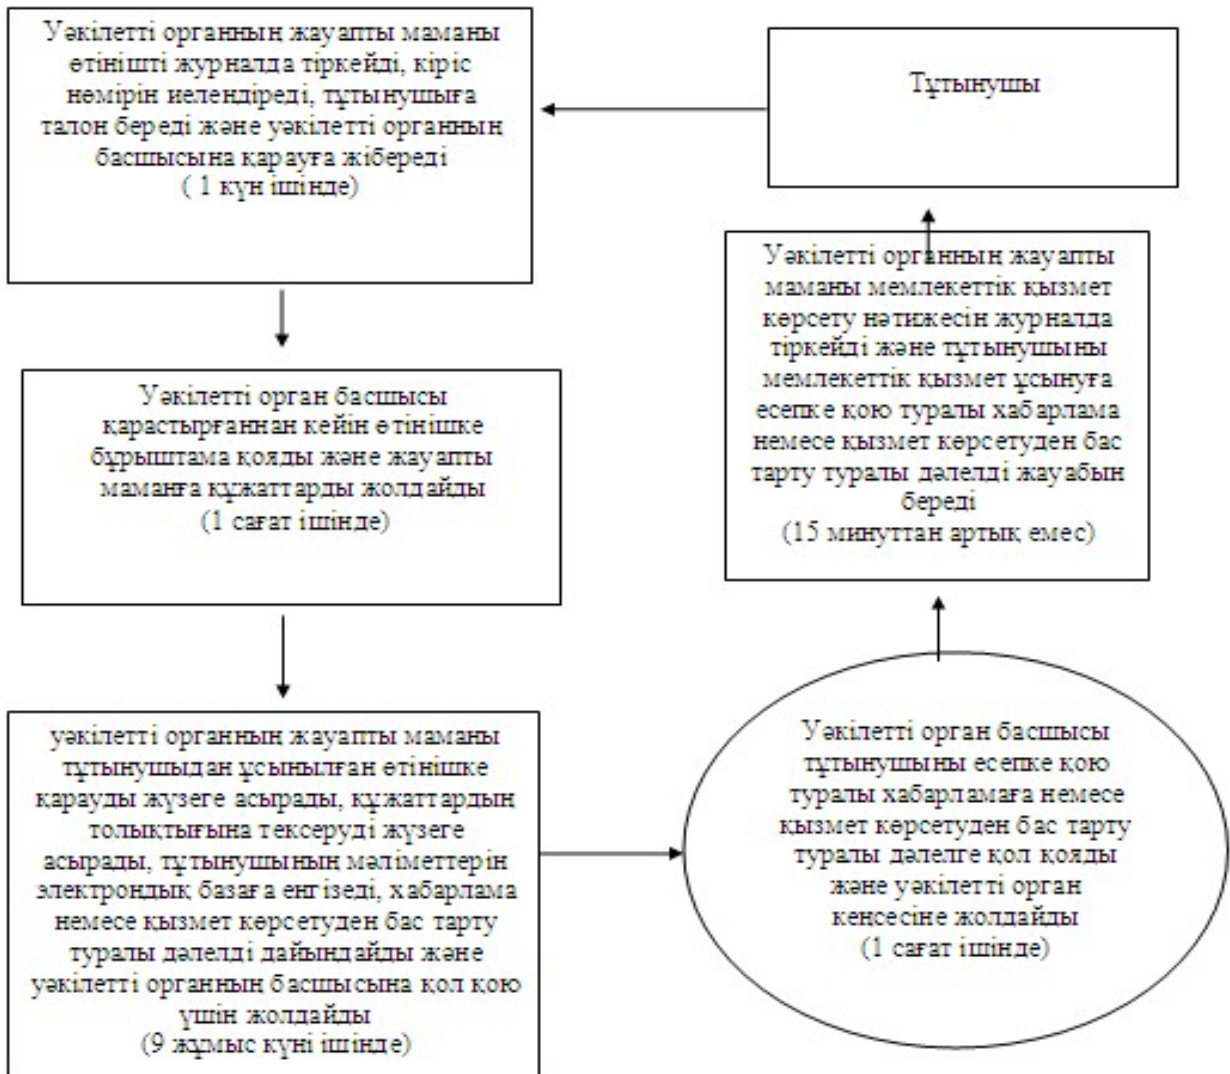 Уәкілетті органның жауапты маманы
өтінішті журналда тіркейді, кіріс
нөмірін иелендіреді, тұтынушыға
талон береді және уәкілетті органның
басшысына қарауға жібереді
( 1 күн ішінде)
Тұтынушы
Уәкілетті орган басшысы
қарастырғаннан кейін өтінішке
бұрыштама қояды және жауапты
маманға құжаттарды жолдайды
(1 сағат ішінде)
Уәкілетті органның жауапты
маманы мемлекеттік қызмет
көрсету нәтижесін журналда
тіркейді және тұтынушыны
мемлекеттік қызмет ұсынуға
есепке қою туралы хабарлама
немесе қызмет көрсетуден бас
тарту туралы дәлелді жауабын
береді
(15 минуттан артық емес)
уәкілетті органның жауапты маманы
тұтынушыдан ұсынылған өтінішке
қарауды жүзеге асырады, құжаттардың
толықтығына тексеруді жүзеге
асырады, тұтынушының мәліметтерін
электрондық базаға енгізеді, хабарлама
немесе қызмет көрсетуден бас тарту
туралы дәлелді дайындайды және
уәкілетті органның басшысына қол қою
үшін жолдайды
(9 жұмыс күні ішінде)
Уәкілетті орган басшысы
тұтынушыны есепке қою
туралы хабарламаға немесе
қызмет көрсетуден бас тарту
туралы дәлелге қол қояды
және уәкілетті орган
кеңсесіне жолдайды
(1 сағат ішінде)